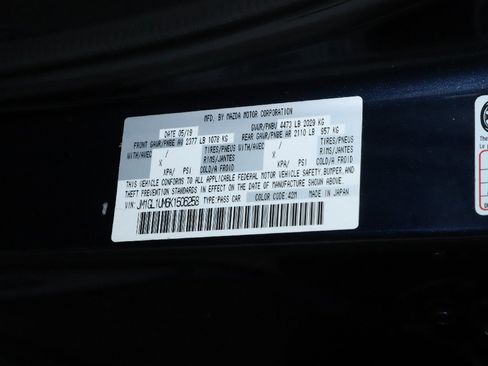 MFD. BY MAZDA MOTOR CORPORATION
DATE 05/18 GVWR/PNBV 4473 LB 2029 KG
FRONT GAWR/PNBE AV 2377 LB 1078 KG REAR GAWR/PNBE AR 2110 LB 957 KG
WITH/AVEC / TIRES/PNEUS WITH/AVEC / TIRES/PNEUS
X RIMS/JANTES X RIMS/JANTES
KPA/ PSI COLD/A FROID KPA/ PSI COLD/A FROID
THIS VEHICLE CONFORMS TO ALL APPLICABLE FEDERAL MOTOR VEHICLE SAFETY, BUMPER, AND
THEFT PREVENTION STANDARDS IN EFFECT ON THE DATE OF MANUFACTURE SHOWN ABOVE.
VIN: JM1GL1UM6K1506258 TYPE: PASS CAR COLOR CODE: 42M MADE IN JAPAN